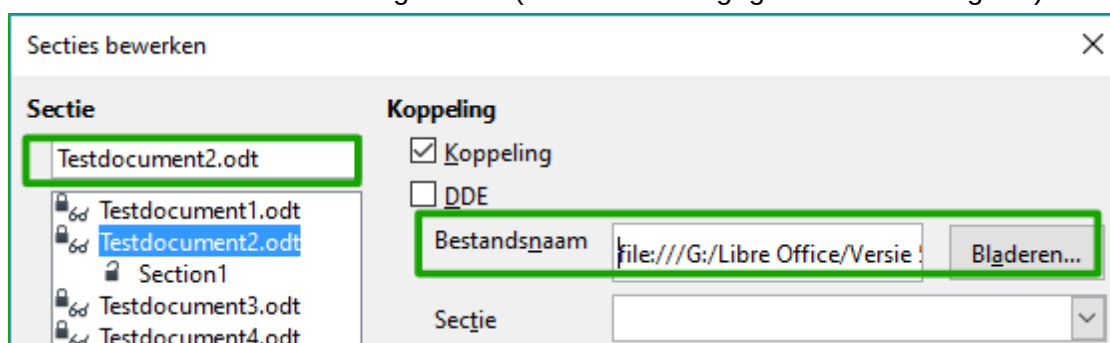 Secties bewerken
Sectie
Testdocument2.odt
Testdocument1.odt
Testdocument2.odt
Section1
Testdocument3.odt
Testdocument4.odt
Koppeling
Koppeling
DDE
Bestandsnaam file:///G:/Libre Office/Versie Bladeren...
Sectie